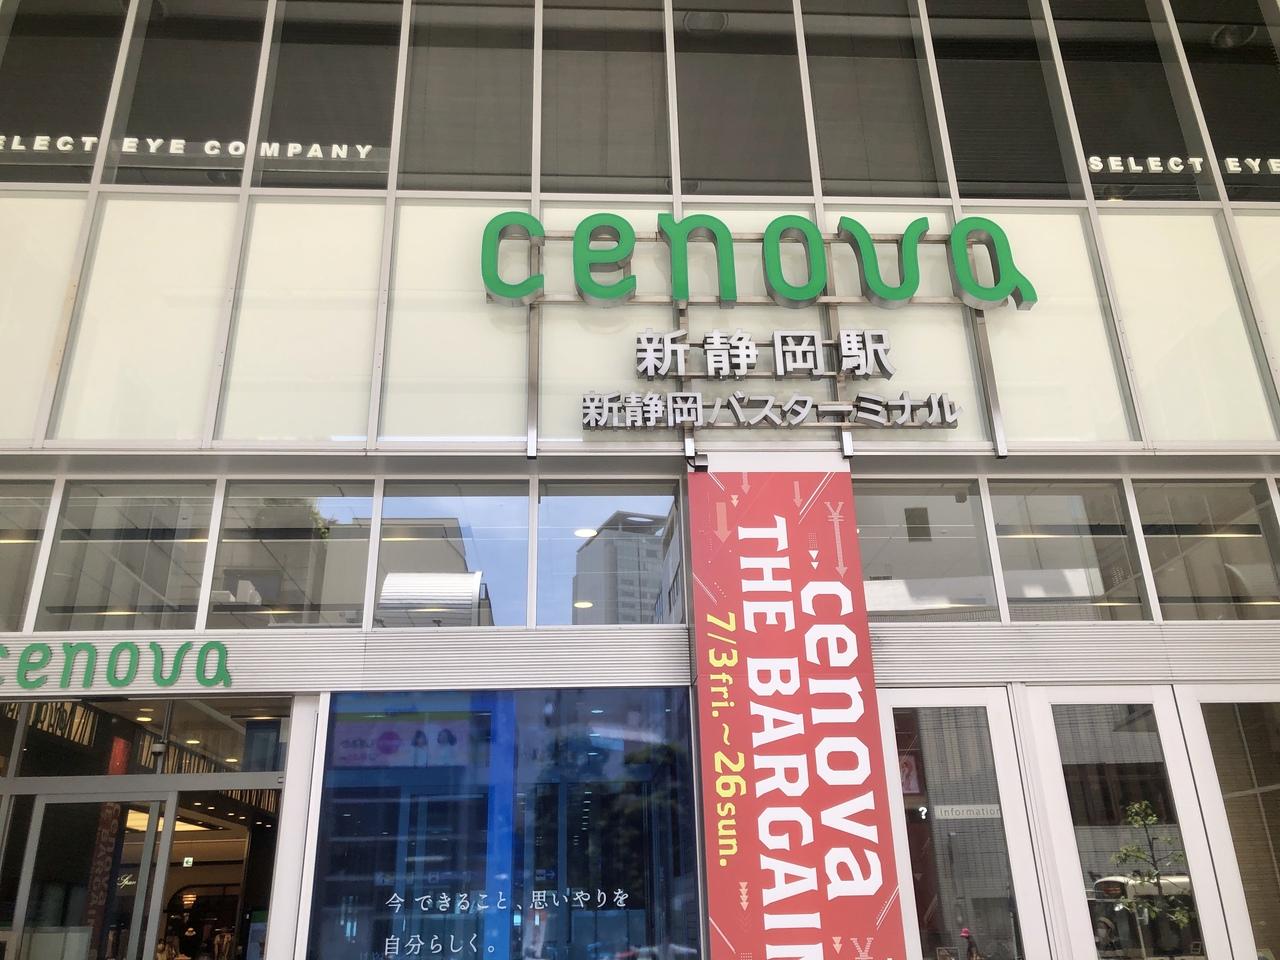 SELECT EYE COMPANY
SELECT EYE
cenova
新静岡駅
新静岡バスターミナル
cenova
cenova
THE BARGAIN
7/3 fri. ~ 26 sun.
? Information
今できること、思いやりを
自分らしく。